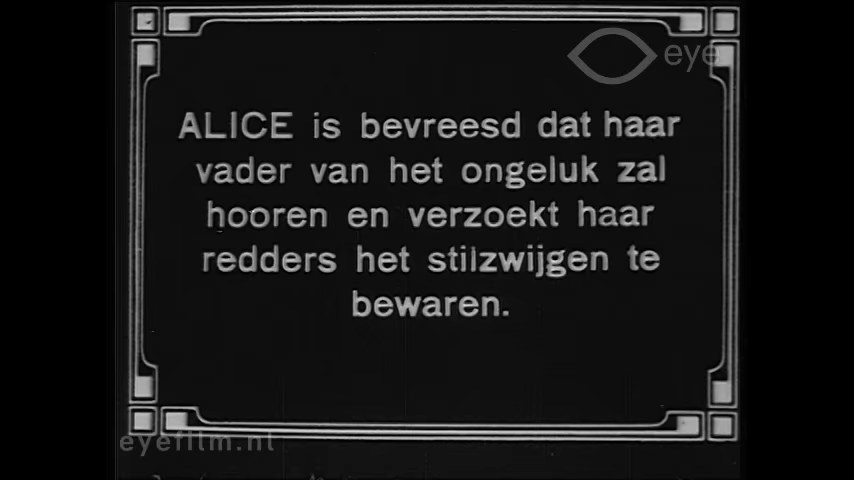 eye
ALICE is bevreesd dat haar
vader van het ongeluk zal
hooren en verzoekt haar
redders het stilzwijgen te
bewaren.
eyefilm.nl